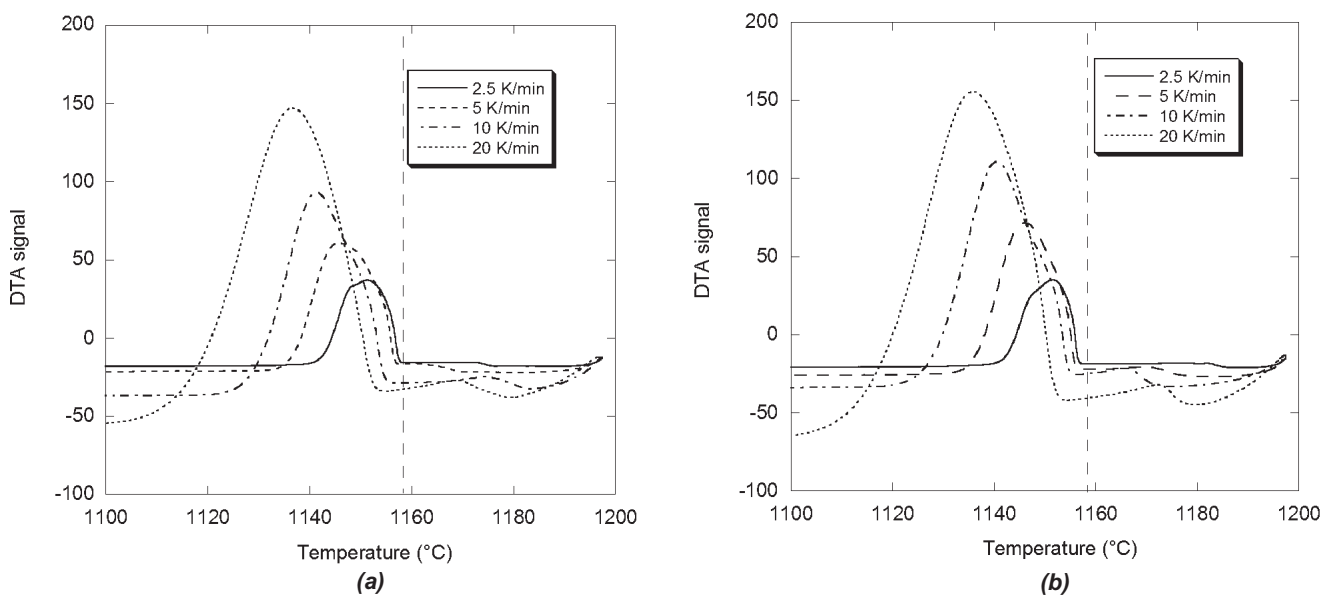 200
150
100
50
0
-50
-100
DTA signal
2.5 K/min
5 K/min
10 K/min
20 K/min
1100 1120 1140 1160 1180 1200
Temperature (°C)
(a)
200
150
100
50
0
-50
-100
DTA signal
2.5 K/min
5 K/min
10 K/min
20 K/min
1100 1120 1140 1160 1180 1200
Temperature (°C)
(b)